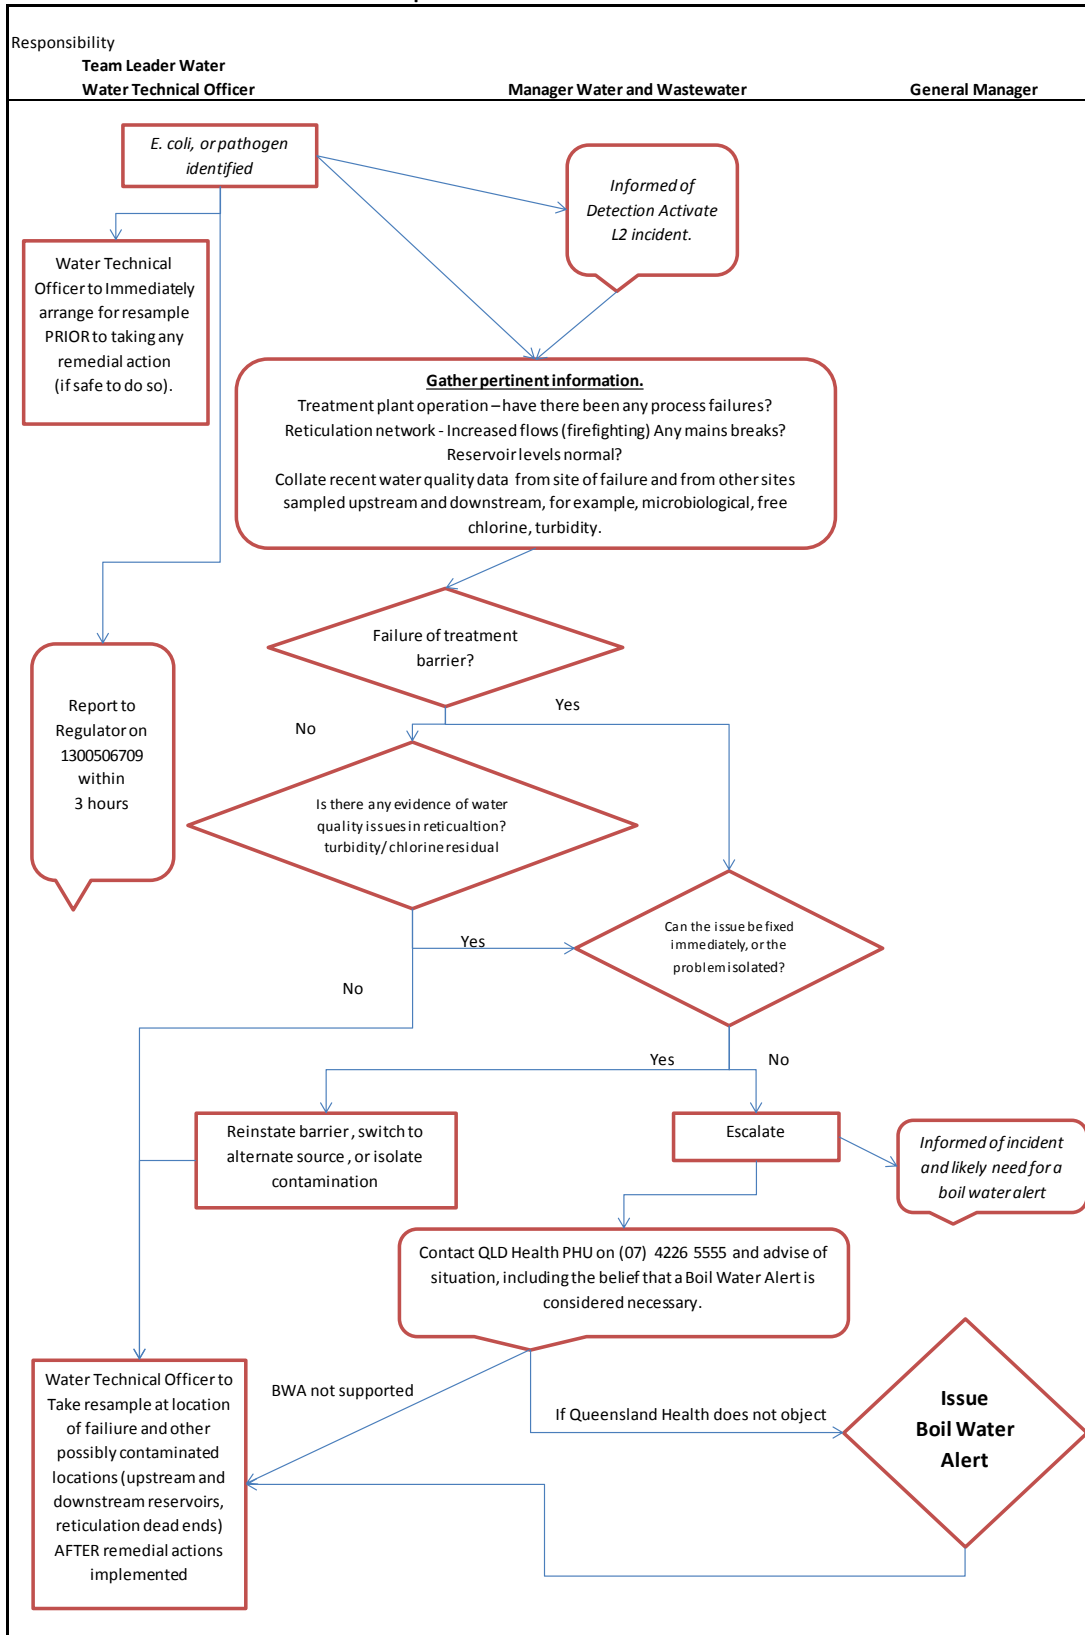 Responsibility
Team Leader Water
Water Technical Officer
Manager Water and Wastewater
General Manager
E. coli, or pathogen
identified
Informed of
Detection Activate
L2 incident.
Water Technical
Officer to Immediately
arrange for resample
PRIOR to taking any
remedial action
(if safe to do so).
Gather pertinent information.
Treatment plant operation – have there been any process failures?
Reticulation network - Increased flows (firefighting) Any mains breaks?
Reservoir levels normal?
Collate recent water quality data from site of failure and from other sites
sampled upstream and downstream, for example, microbiological, free
chlorine, turbidity.
Failure of treatment
barrier?
Report to
Regulator on
1300506709
within
3 hours
No
Yes
Is there any evidence of water
quality issues in reticualtion?
turbidity/ chlorine residual
Can the issue be fixed
immediately, or the
problem isolated?
Yes
No
Yes
No
Reinstate barrier , switch to
alternate source , or isolate
contamination
Escalate
Informed of incident
and likely need for a
boil water alert
Contact QLD Health PHU on (07) 4226 5555 and advise of
situation, including the belief that a Boil Water Alert is
considered necessary.
Water Technical Officer to
Take resample at location
of failiure and other
possibly contaminated
locations (upstream and
downstream reservoirs,
reticulation dead ends)
AFTER remedial actions
implemented
BWA not supported
If Queensland Health does not object
Issue
Boil Water
Alert